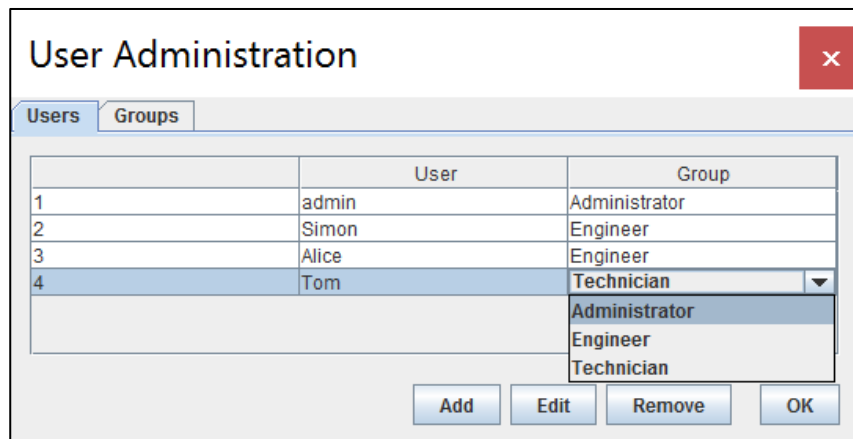 User Administration
x
Users Groups
User Group
1 admin Administrator
2 Simon Engineer
3 Alice Engineer
4 Tom Technician
Administrator
Engineer
Technician
Add Edit Remove OK